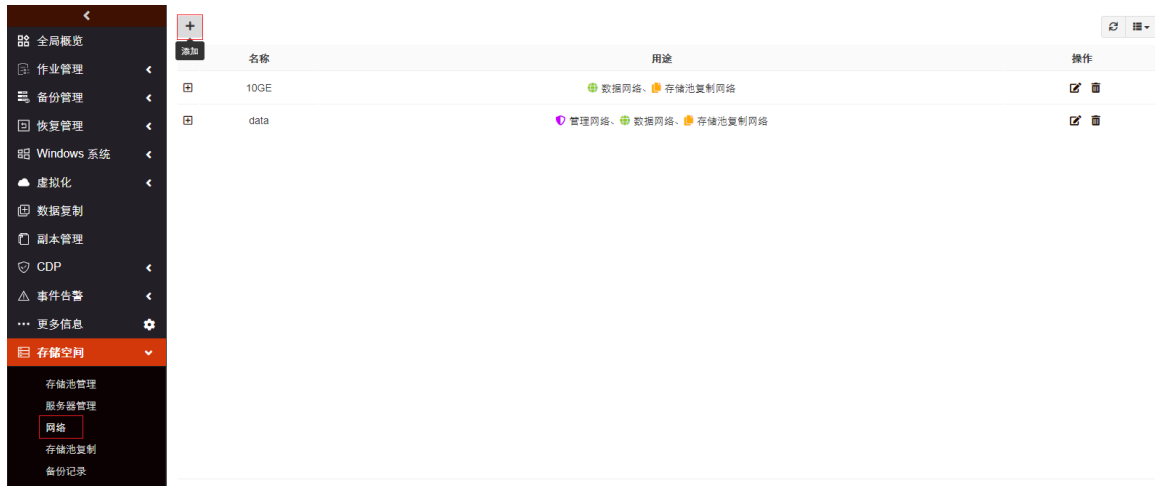 全局概览
作业管理
备份管理
恢复管理
Windows 系统
虚拟化
数据复制
副本管理
CDP
事件告警
更多信息
存储空间
存储池管理
服务器管理
网络
存储池复制
备份记录
添加
名称 用途 操作
10GE 数据网络、存储池复制网络
data 管理网络、数据网络、存储池复制网络